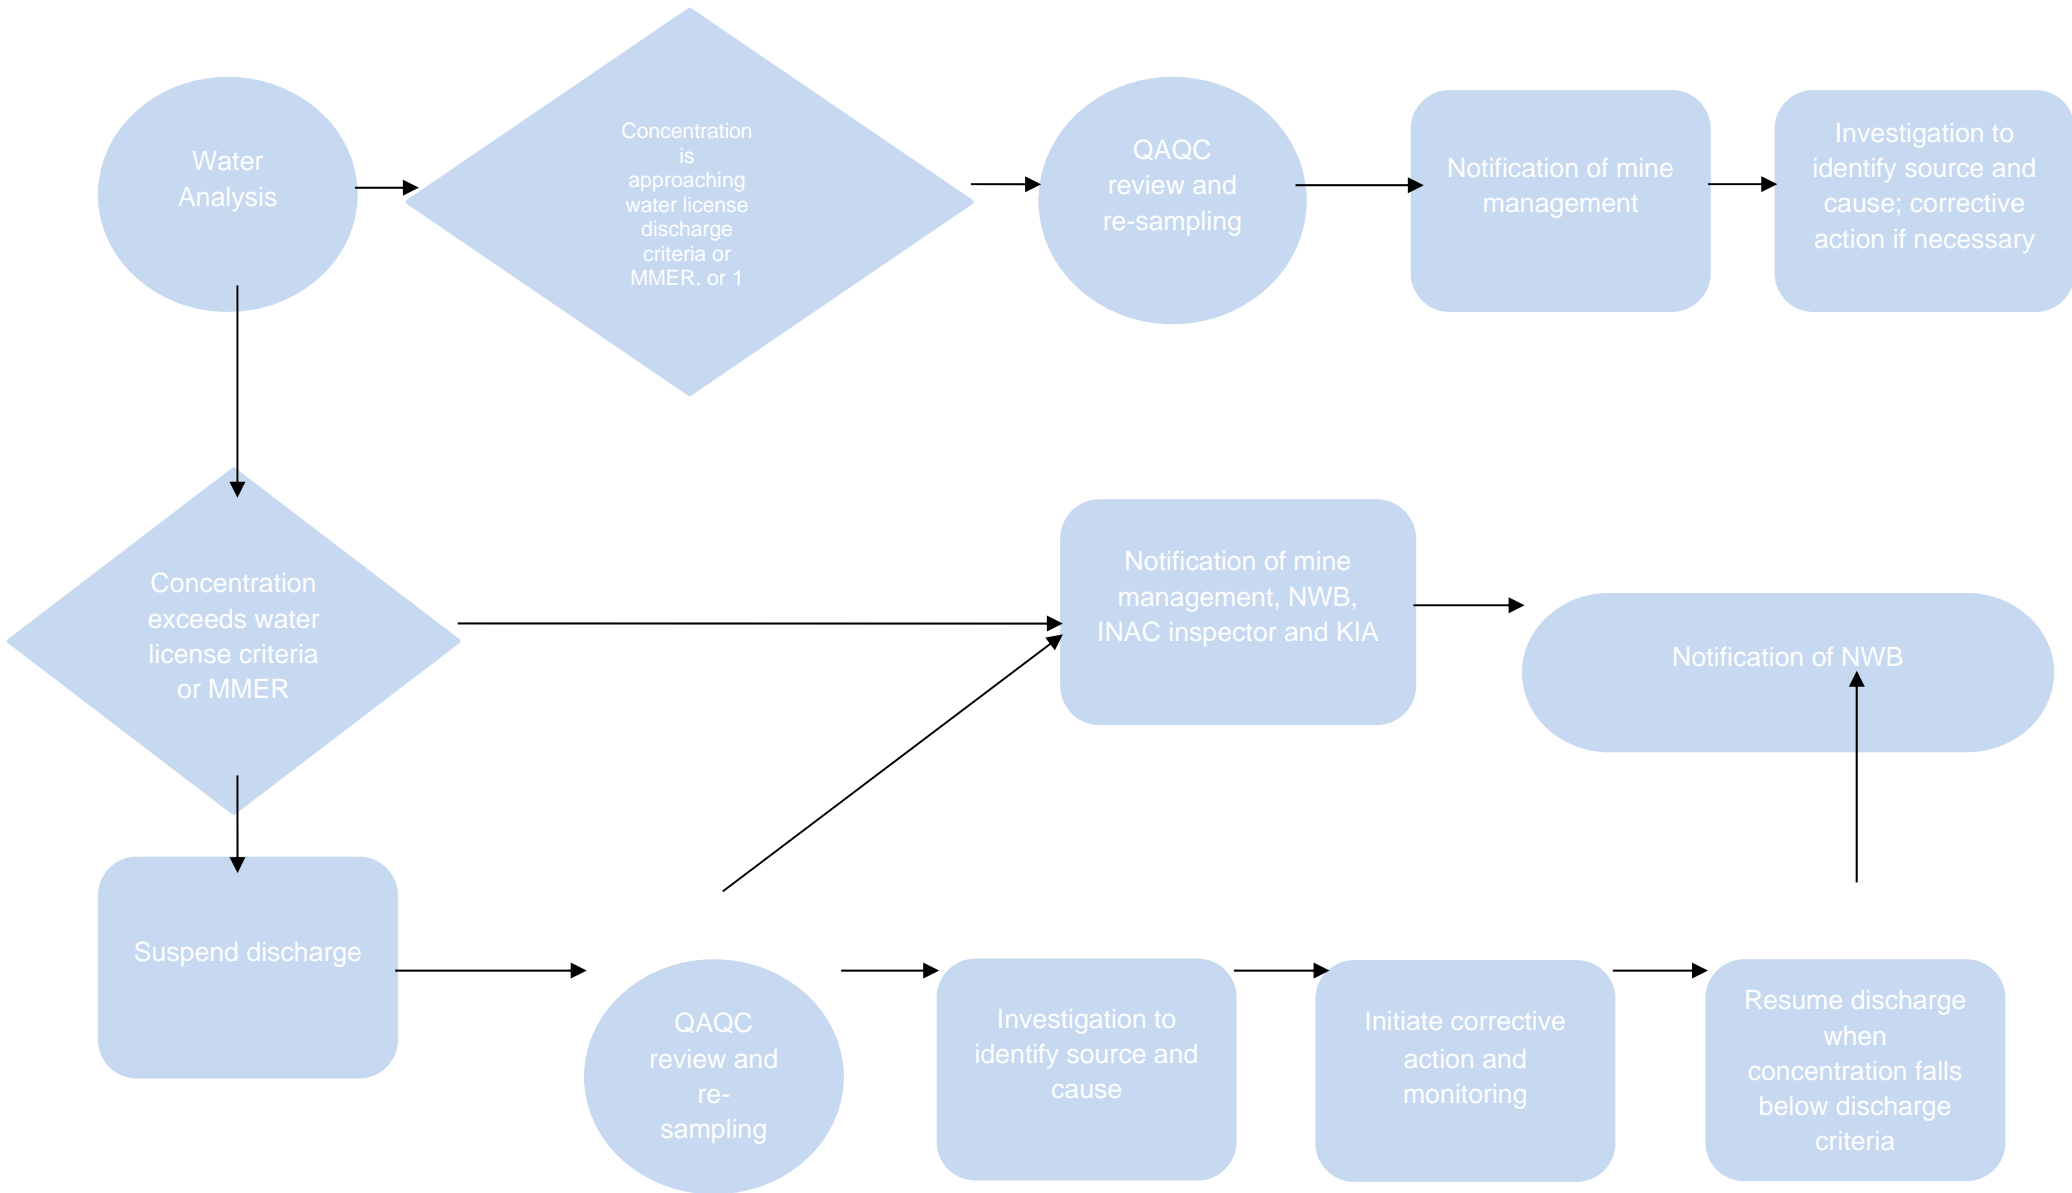 Water
Analysis
Concentration
is
approaching
water license
discharge
criteria or
MMER. or 1
QAQC
review and
re-sampling
Notification of mine
management
Investigation to
identify source and
cause; corrective
action if necessary
Concentration
exceeds water
license criteria
or MMER
Notification of mine
management, NWB,
INAC inspector and KIA
Notification of NWB
Suspend discharge
QAQC
review and
re-
sampling
Investigation to
identify source and
cause
Initiate corrective
action and
monitoring
Resume discharge
when
concentration falls
below discharge
criteria